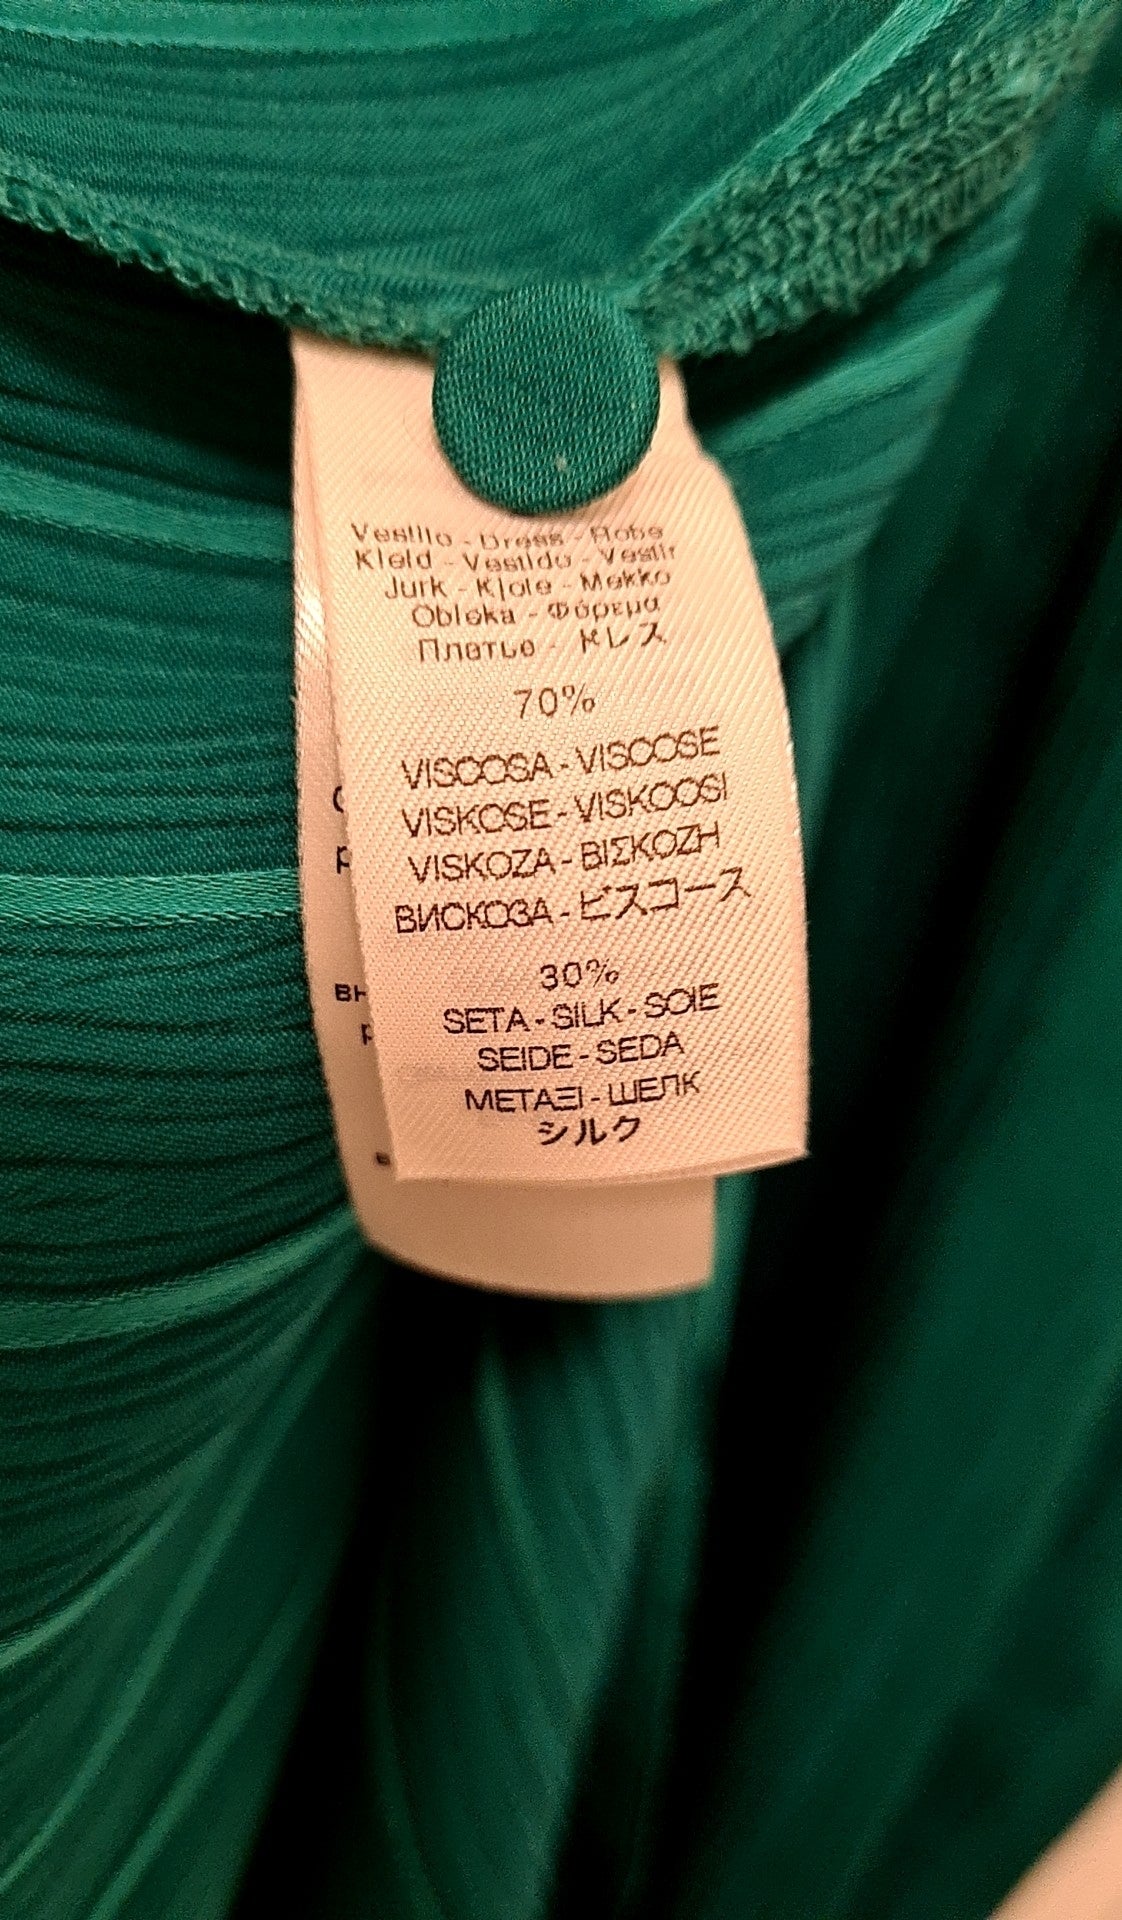 Vestito - Dress - Robe
Kleid - Vestido - Vestir
Jurk - Kjole - Mekko
Obleka - Φόρεμα
Платье - ドレス
70%
VISCOSA - VISCOSE
VISKOSE - VISKOOSI
VISKOZA - ΒΙΣΚΟΖΗ
ВИСКОЗА - ビスコース
30%
SETA - SILK - SOIE
SEIDE - SEDA
ΜΕΤΑΞΙ - ШЕЛК
シルク